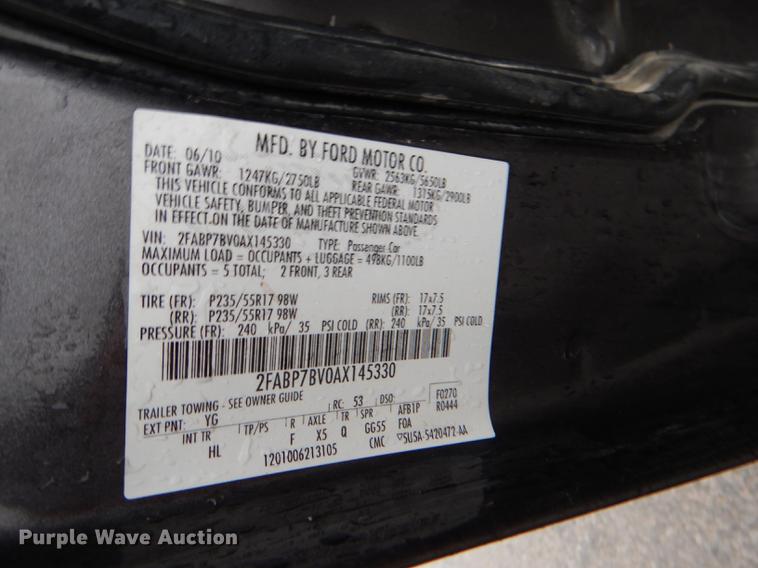 MFD. BY FORD MOTOR CO.
DATE: 06/10 GVWR: 2563KG/5650LB
FRONT GAWR: 1247KG/2750LB REAR GAWR: 1315KG/2900LB
THIS VEHICLE CONFORMS TO ALL APPLICABLE FEDERAL MOTOR
VEHICLE SAFETY, BUMPER, AND THEFT PREVENTION STANDARDS
IN EFFECT ON THE DATE OF MANUFACTURE SHOWN ABOVE.
VIN: 2FABP7BV0AX145330 TYPE: Passenger Car
MAXIMUM LOAD = OCCUPANTS + LUGGAGE = 498KG/1100LB
OCCUPANTS = 5 TOTAL; 2 FRONT, 3 REAR
TIRE (FR): P235/55R17 98W RIMS (FR): 17x7.5
(RR): P235/55R17 98W (RR): 17x7.5
PRESSURE (FR): 240 kPa/ 35 PSI COLD (RR): 240 kPa/ 35 PSI COLD
2FABP7BV0AX145330
TRAILER TOWING - SEE OWNER GUIDE RC: 53 DSO: F0270
EXT PNT: YG R0444
INT TR TP/PS R AXLE TR SPR AFB1P
HL F X5 Q GG55 FOA
1201006213105 CMC 5U5A-5420472-AA
Purple Wave Auction